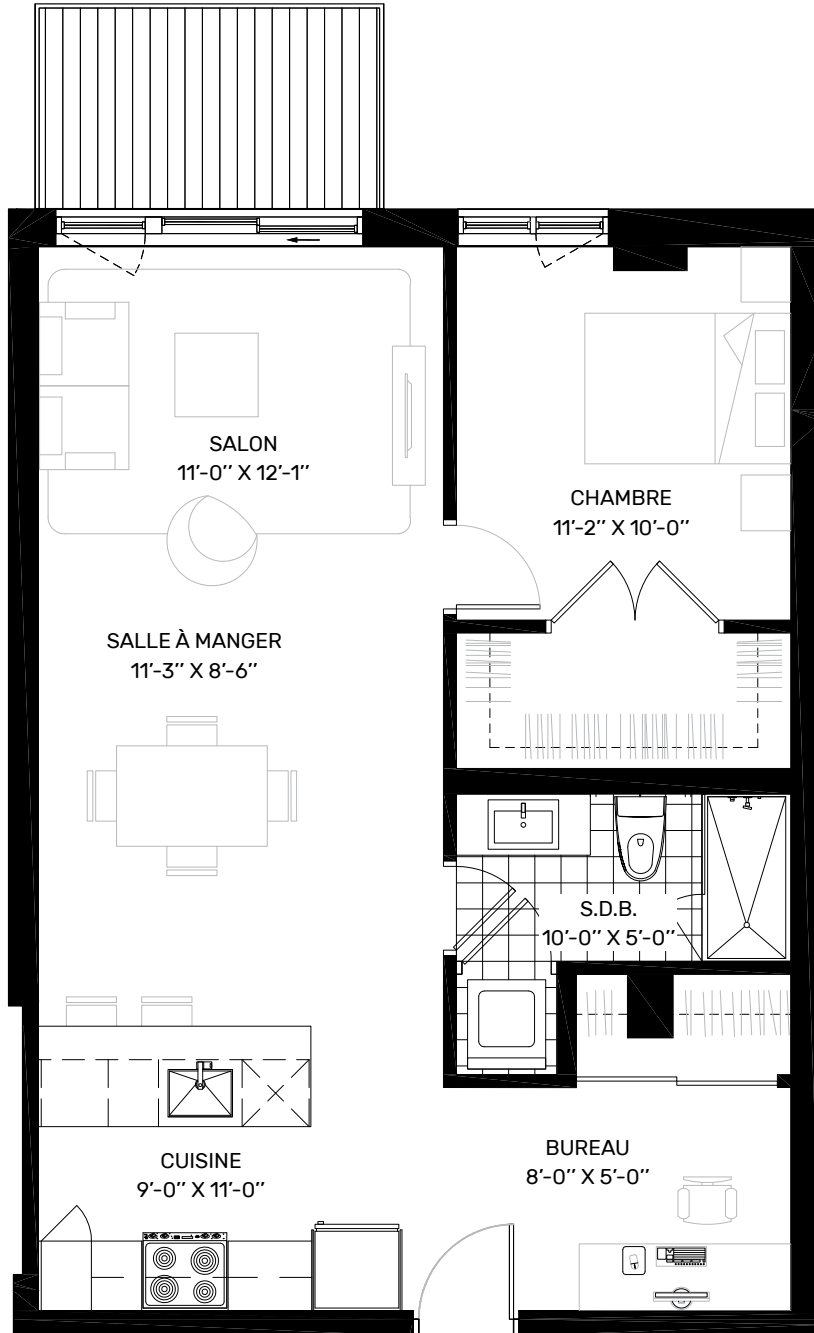 SALON
11'-0'' X 12'-1''
CHAMBRE
11'-2'' X 10'-0''
SALLE À MANGER
11'-3'' X 8'-6''
S.D.B.
10'-0'' X 5'-0''
CUISINE
9'-0'' X 11'-0''
BUREAU
8'-0'' X 5'-0''